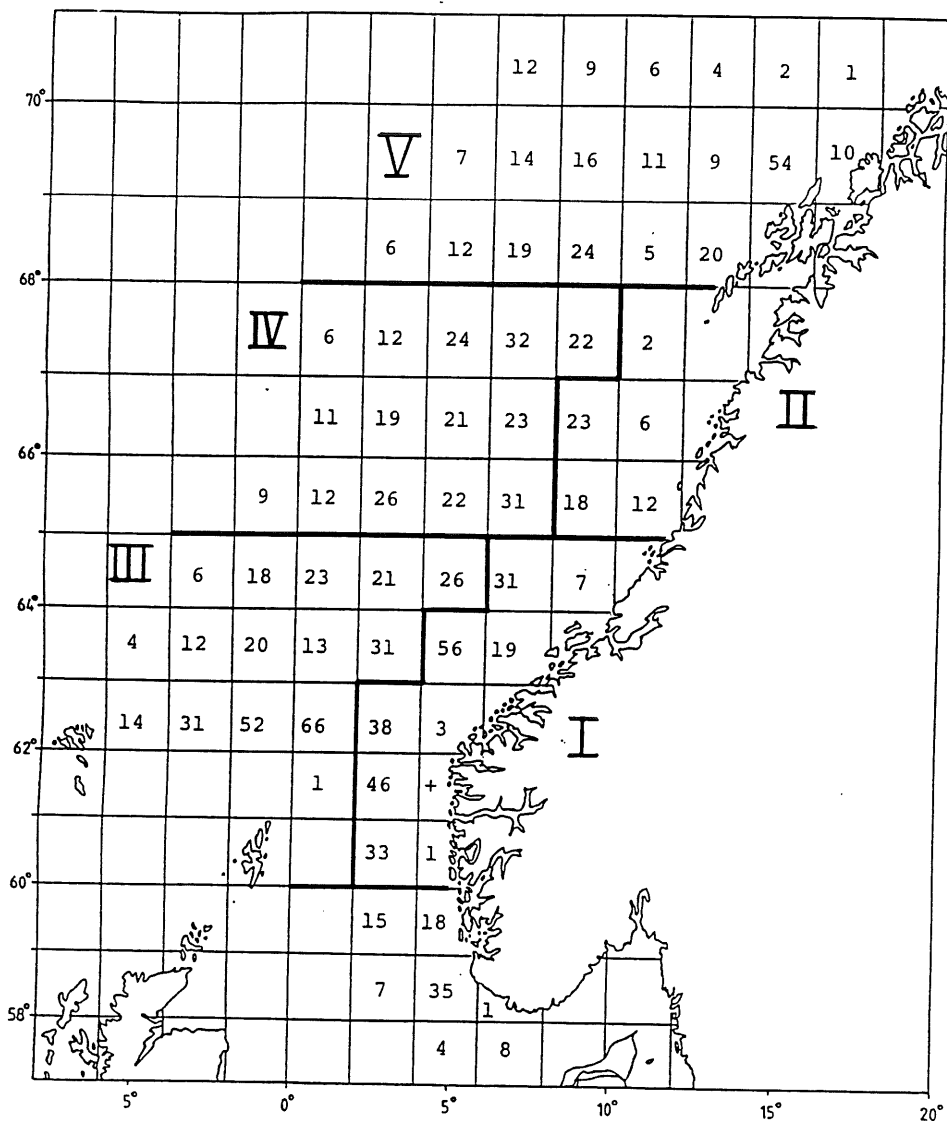 12 9 6 4 2 1
70°
V 7 14 16 11 9 54 10
6 12 19 24 5 20
68°
IV 6 12 24 32 22 2
11 19 21 23 23 6 II
66°
9 12 26 22 31 18 12
III 6 18 23 21 26 31 7
64°
4 12 20 13 31 56 19
14 31 52 66 38 3 I
62°
1 46 +
33 1
60°
15 18
7 35 1
58°
4 8
5° 0° 5° 10° 15° 20°